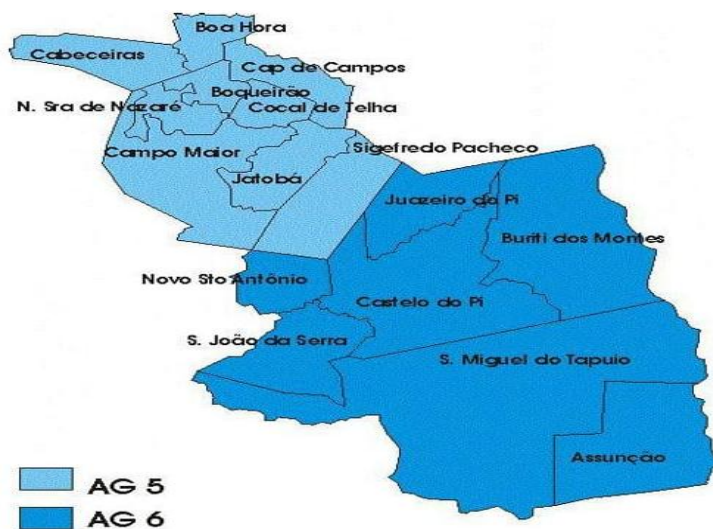 Boa Hora
Cabeceiras
Cap de Campos
Boqueirão
N. Sra de Nazaré
Cocal de Telha
Campo Maior
Sigefredo Pacheco
Jatobá
Juazeiro do Pi
Buriti dos Montes
Novo Sto Antônio
Castelo do Pi
S. João da Serra
S. Miguel do Tapuio
Assunção
AG 5
AG 6